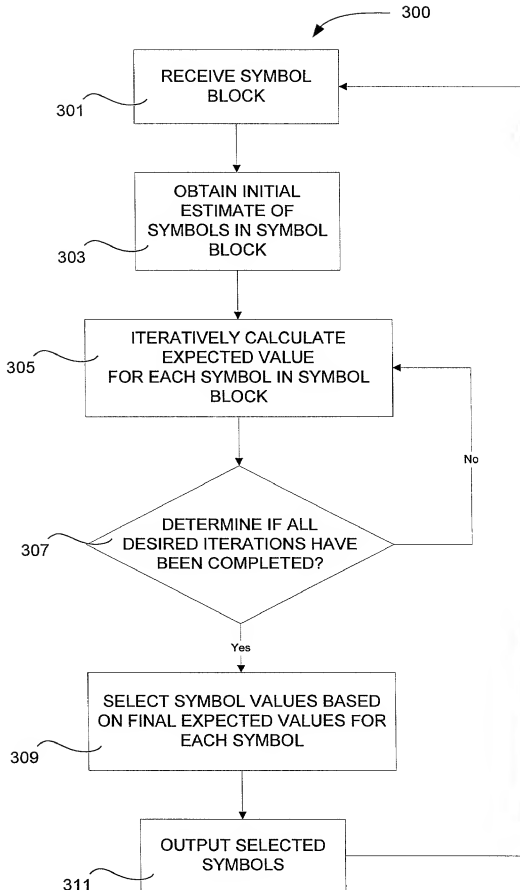 300
RECEIVE SYMBOL
BLOCK
301
OBTAIN INITIAL
ESTIMATE OF
SYMBOLS IN SYMBOL
BLOCK
303
ITERATIVELY CALCULATE
EXPECTED VALUE
FOR EACH SYMBOL IN SYMBOL
BLOCK
305
No
DETERMINE IF ALL
DESIRED ITERATIONS HAVE
BEEN COMPLETED?
307
Yes
SELECT SYMBOL VALUES BASED
ON FINAL EXPECTED VALUES FOR
EACH SYMBOL
309
OUTPUT SELECTED
SYMBOLS
311